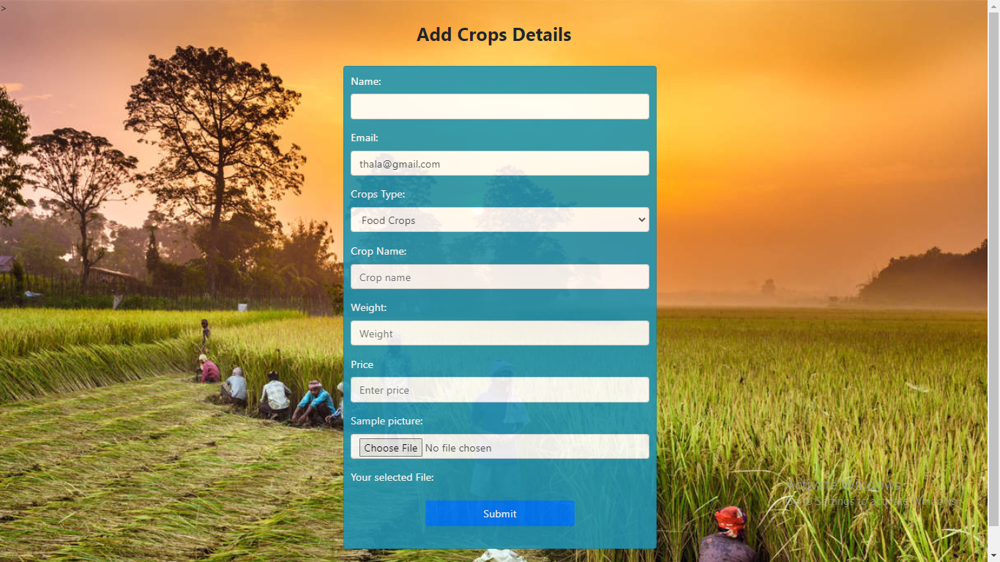 >
Add Crops Details
Name:
Email:
thala@gmail.com
Crops Type:
Food Crops
Crop Name:
Crop name
Weight:
Weight
Price
Enter price
Sample picture:
Choose File No file chosen
Your selected File:
Submit
Activate Windows
Go to Settings to activate Windows.